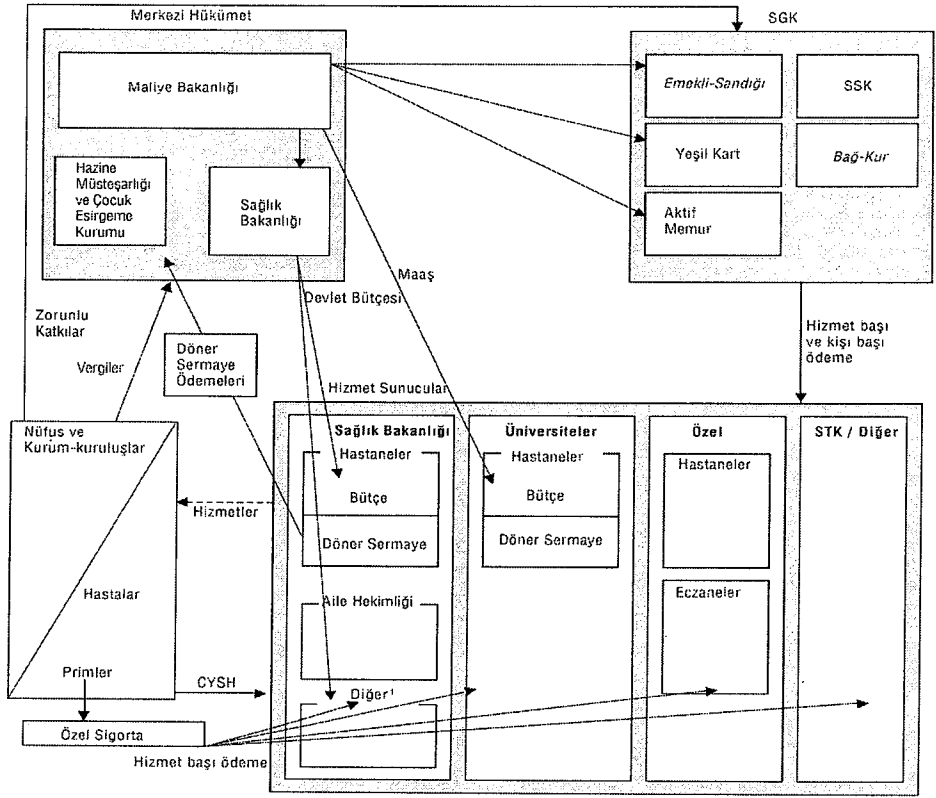 Merkezi Hükümet
SGK
Maliye Bakanlığı
Emekli-Sandığı
SSK
Yeşil Kart
Bağ-Kur
Aktif
Memur
Hazine
Müsteşarlığı
ve Çocuk
Esirgeme
Kurumu
Sağlık
Bakanlığı
Zorunlu
Katkılar
Vergiler
Döner
Sermaye
Ödemeleri
Devlet Bütçesi
Maaş
Hizmet başı
ve kişi başı
ödeme
Hizmet Sunucular
Nüfus ve
Kurum-kuruluşlar
Hastalar
Primler
Özel Sigorta
Hizmetler
CYSH
Hizmet başı ödeme
Sağlık Bakanlığı
Hastaneler
Bütçe
Döner Sermaye
Aile Hekimliği
Diğer¹
Üniversiteler
Hastaneler
Bütçe
Döner Sermaye
Özel
Hastaneler
Eczaneler
STK / Diğer